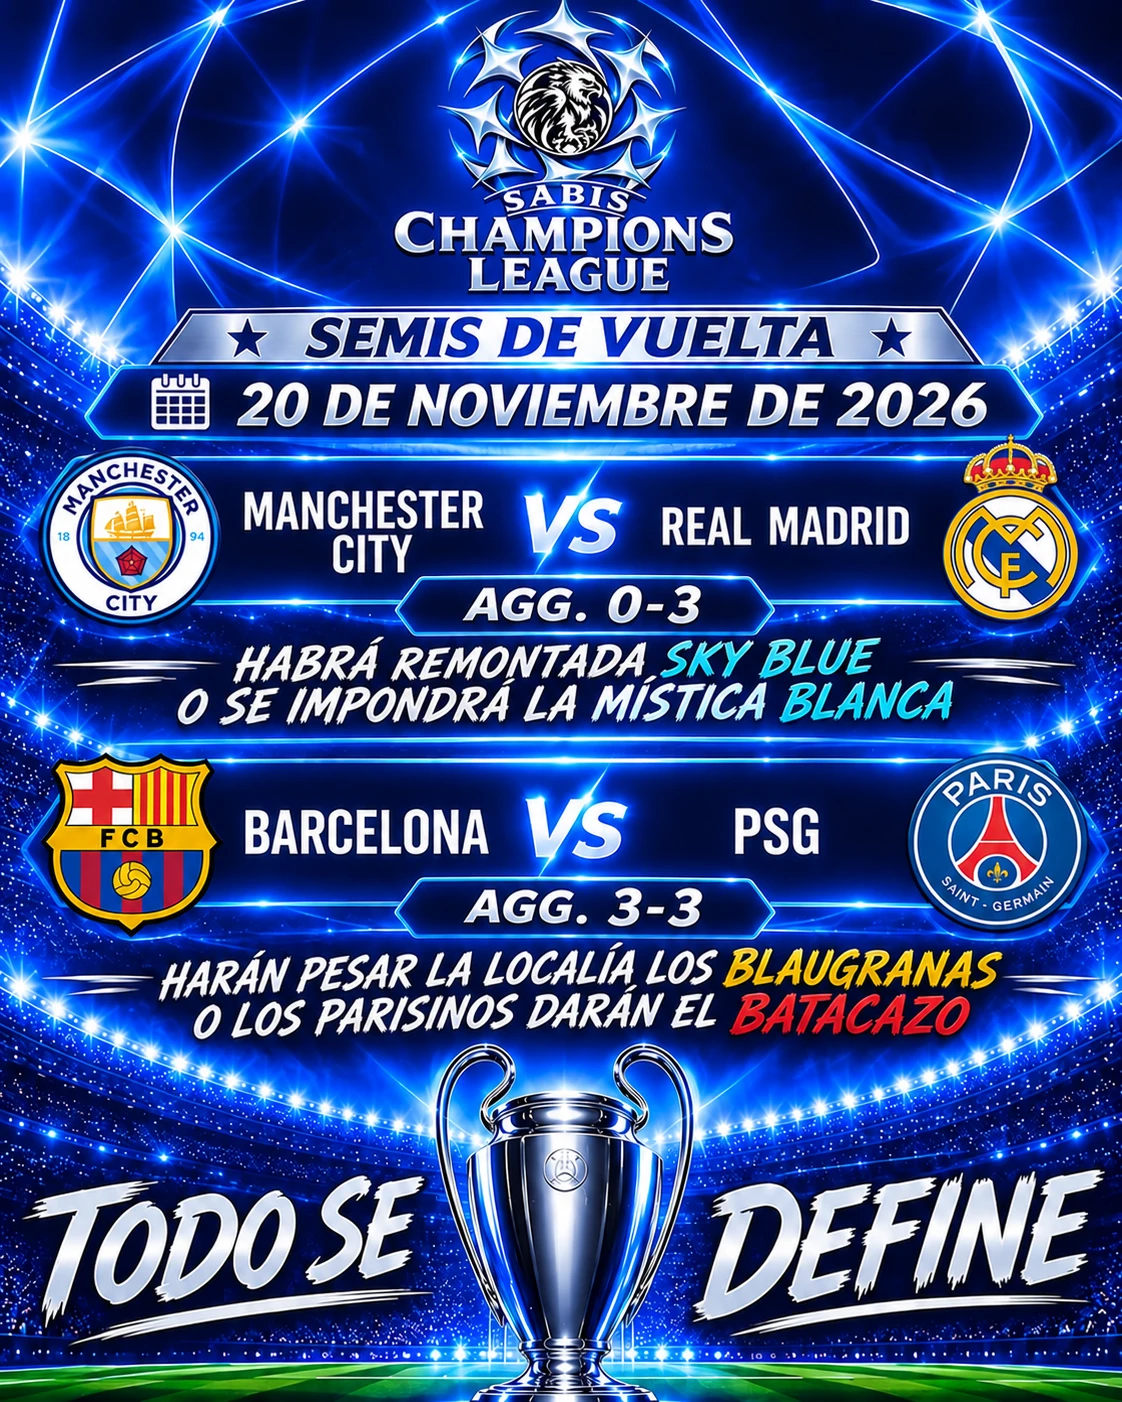 SABIS
CHAMPIONS
LEAGUE
SEMIS DE VUELTA
20 DE NOVIEMBRE DE 2026
MANCHESTER
18 94
CITY
MANCHESTER
CITY
VS
REAL MADRID
AGG. 0-3
HABRÁ REMONTADA SKY BLUE
O SE IMPONDRÁ LA MÍSTICA BLANCA
FCB
BARCELONA
VS
PSG
PARIS
SAINT-GERMAIN
AGG. 3-3
HARÁN PESAR LA LOCALÍA LOS BLAUGRANAS
O LOS PARISINOS DARÁN EL BATACAZO
TODO SE
DEFINE